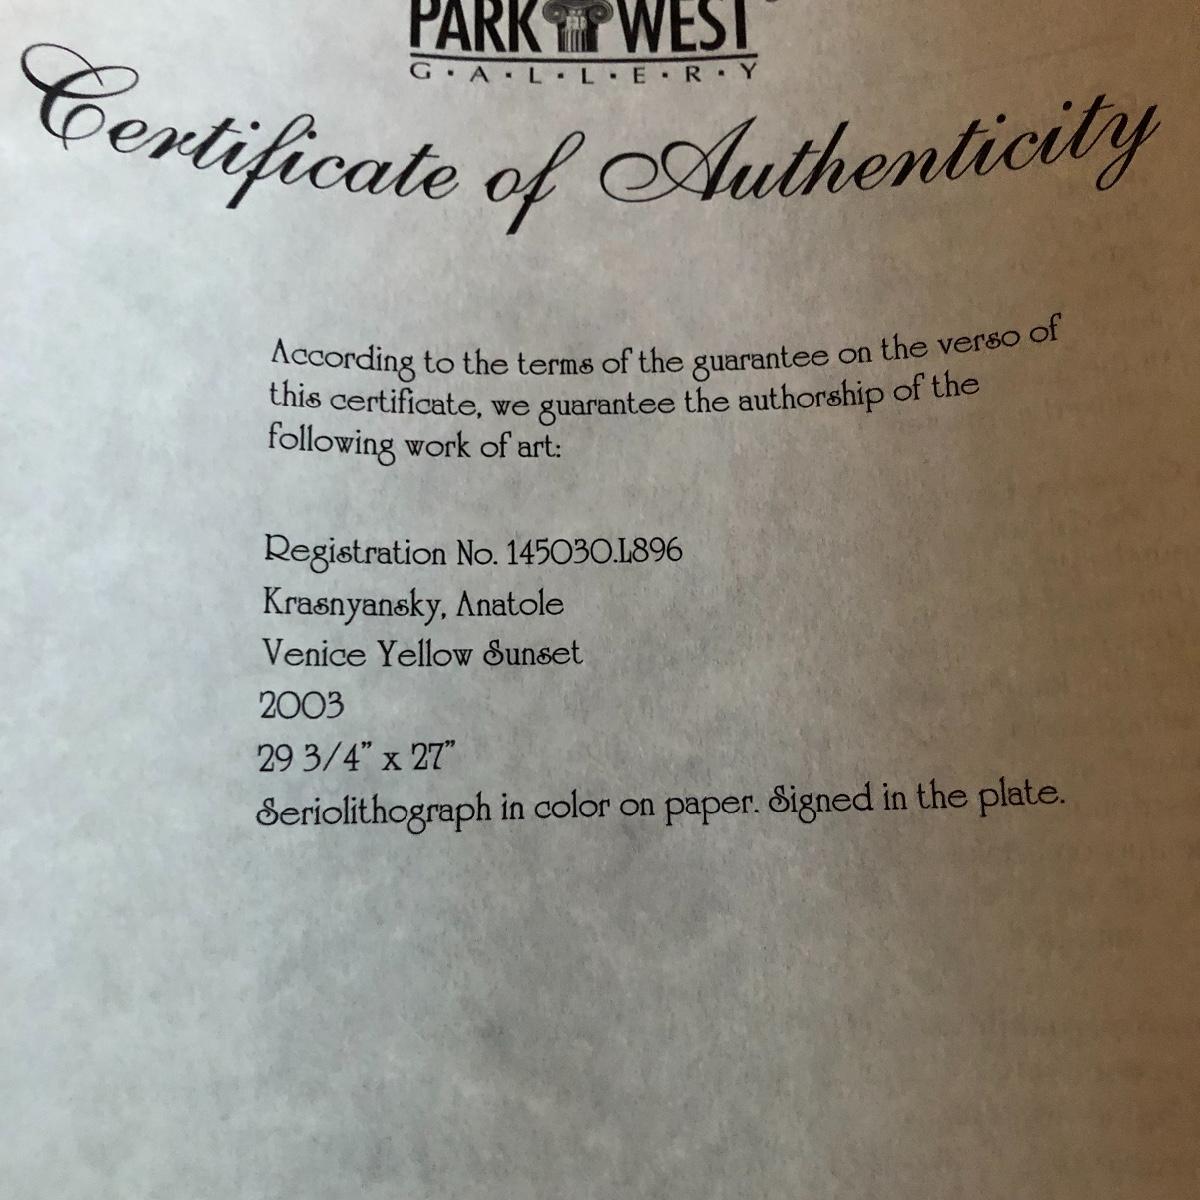 PARK WEST
G·A·L·L·E·R·Y
Certificate of Authenticity
According to the terms of the guarantee on the verso of
this certificate, we guarantee the authorship of the
following work of art:
Registration No. 145030.L896
Krasnyansky, Anatole
Venice Yellow Sunset
2003
29 3/4" x 27"
Seriolithograph in color on paper. Signed in the plate.